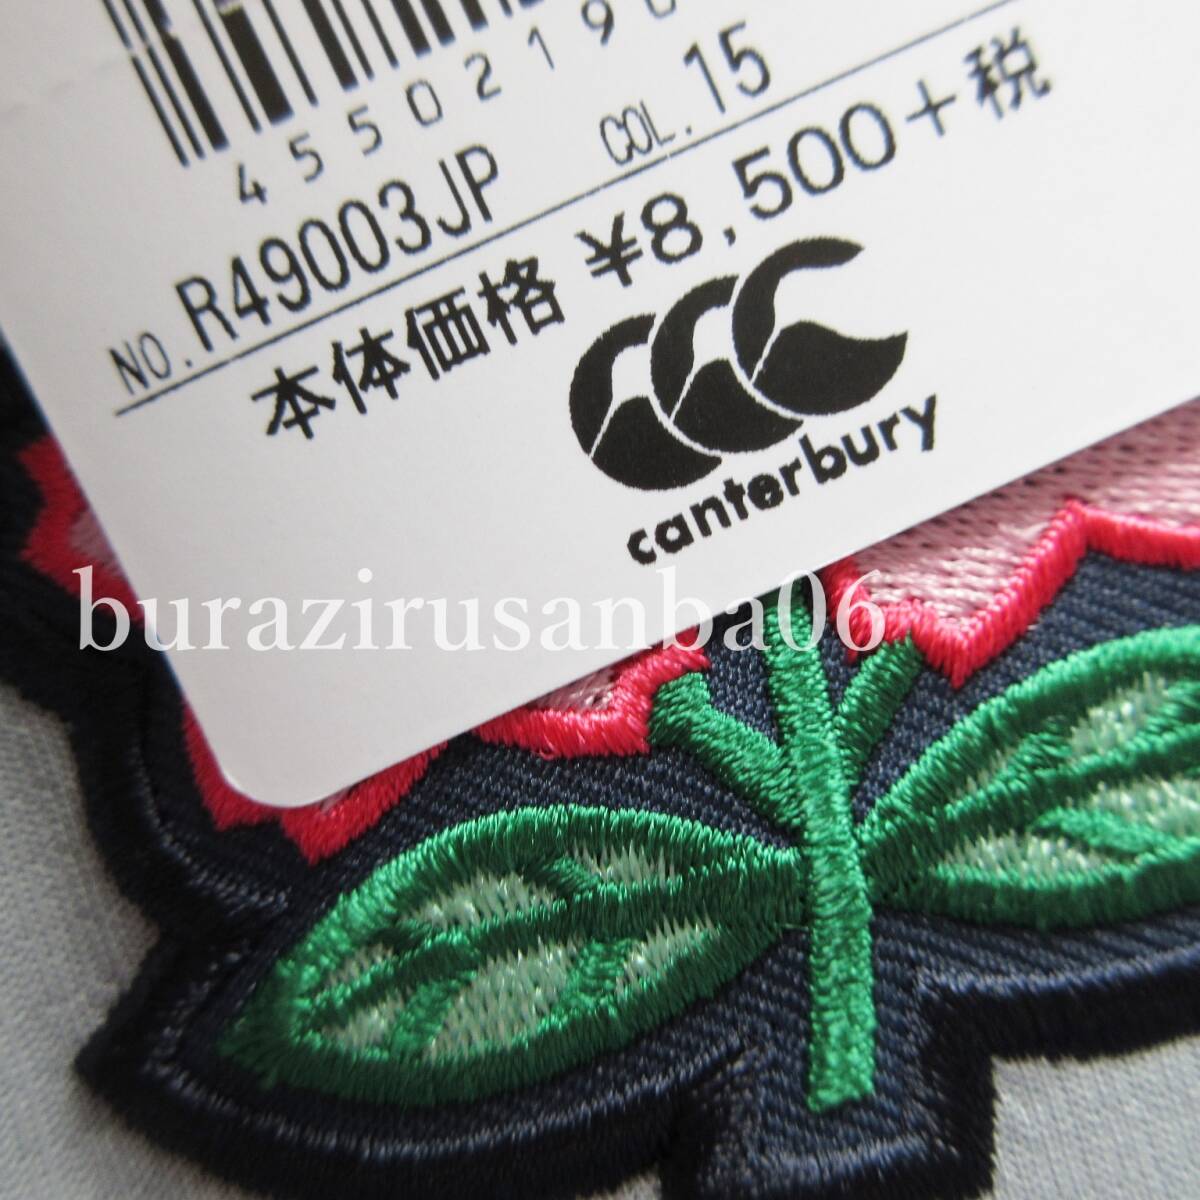 4550219
NO. R49003JP COL. 15
本体価格 ¥8,500+税
canterbury
burazirusanba06